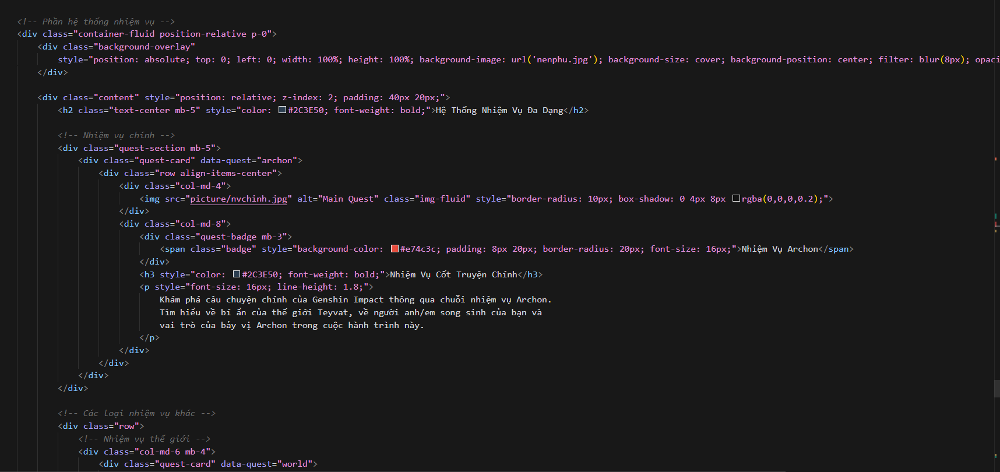 <!-- Phần hệ thống nhiệm vụ -->
<div class="container-fluid position-relative p-0">
<div class="background-overlay"
style="position: absolute; top: 0; left: 0; width: 100%; height: 100%; background-image: url('nenphu.jpg'); background-size: cover; background-position: center; filter: blur(8px); opaci
</div>
<div class="content" style="position: relative; z-index: 2; padding: 40px 20px;">
<h2 class="text-center mb-5" style="color: #2C3E50; font-weight: bold;">Hệ Thống Nhiệm Vụ Đa Dạng</h2>
<!-- Nhiệm vụ chính -->
<div class="quest-section mb-5">
<div class="quest-card" data-quest="archon">
<div class="row align-items-center">
<div class="col-md-4">
<img src="picture/nvchinh.jpg" alt="Main Quest" class="img-fluid" style="border-radius: 10px; box-shadow: 0 4px 8px rgba(0,0,0,0.2);">
</div>
<div class="col-md-8">
<div class="quest-badge mb-3">
<span class="badge" style="background-color: #e74c3c; padding: 8px 20px; border-radius: 20px; font-size: 16px;">Nhiệm Vụ Archon</span>
</div>
<h3 style="color: #2C3E50; font-weight: bold;">Nhiệm Vụ Cốt Truyện Chính</h3>
<p style="font-size: 16px; line-height: 1.8;">
Khám phá câu chuyện chính của Genshin Impact thông qua chuỗi nhiệm vụ Archon.
Tìm hiểu về bí ẩn của thế giới Teyvat, về người anh/em song sinh của bạn và
vai trò của bảy vị Archon trong cuộc hành trình này.
</p>
</div>
</div>
</div>
</div>
<!-- Các loại nhiệm vụ khác -->
<div class="row">
<!-- Nhiệm vụ thế giới -->
<div class="col-md-6 mb-4">
<div class="quest-card" data-quest="world">